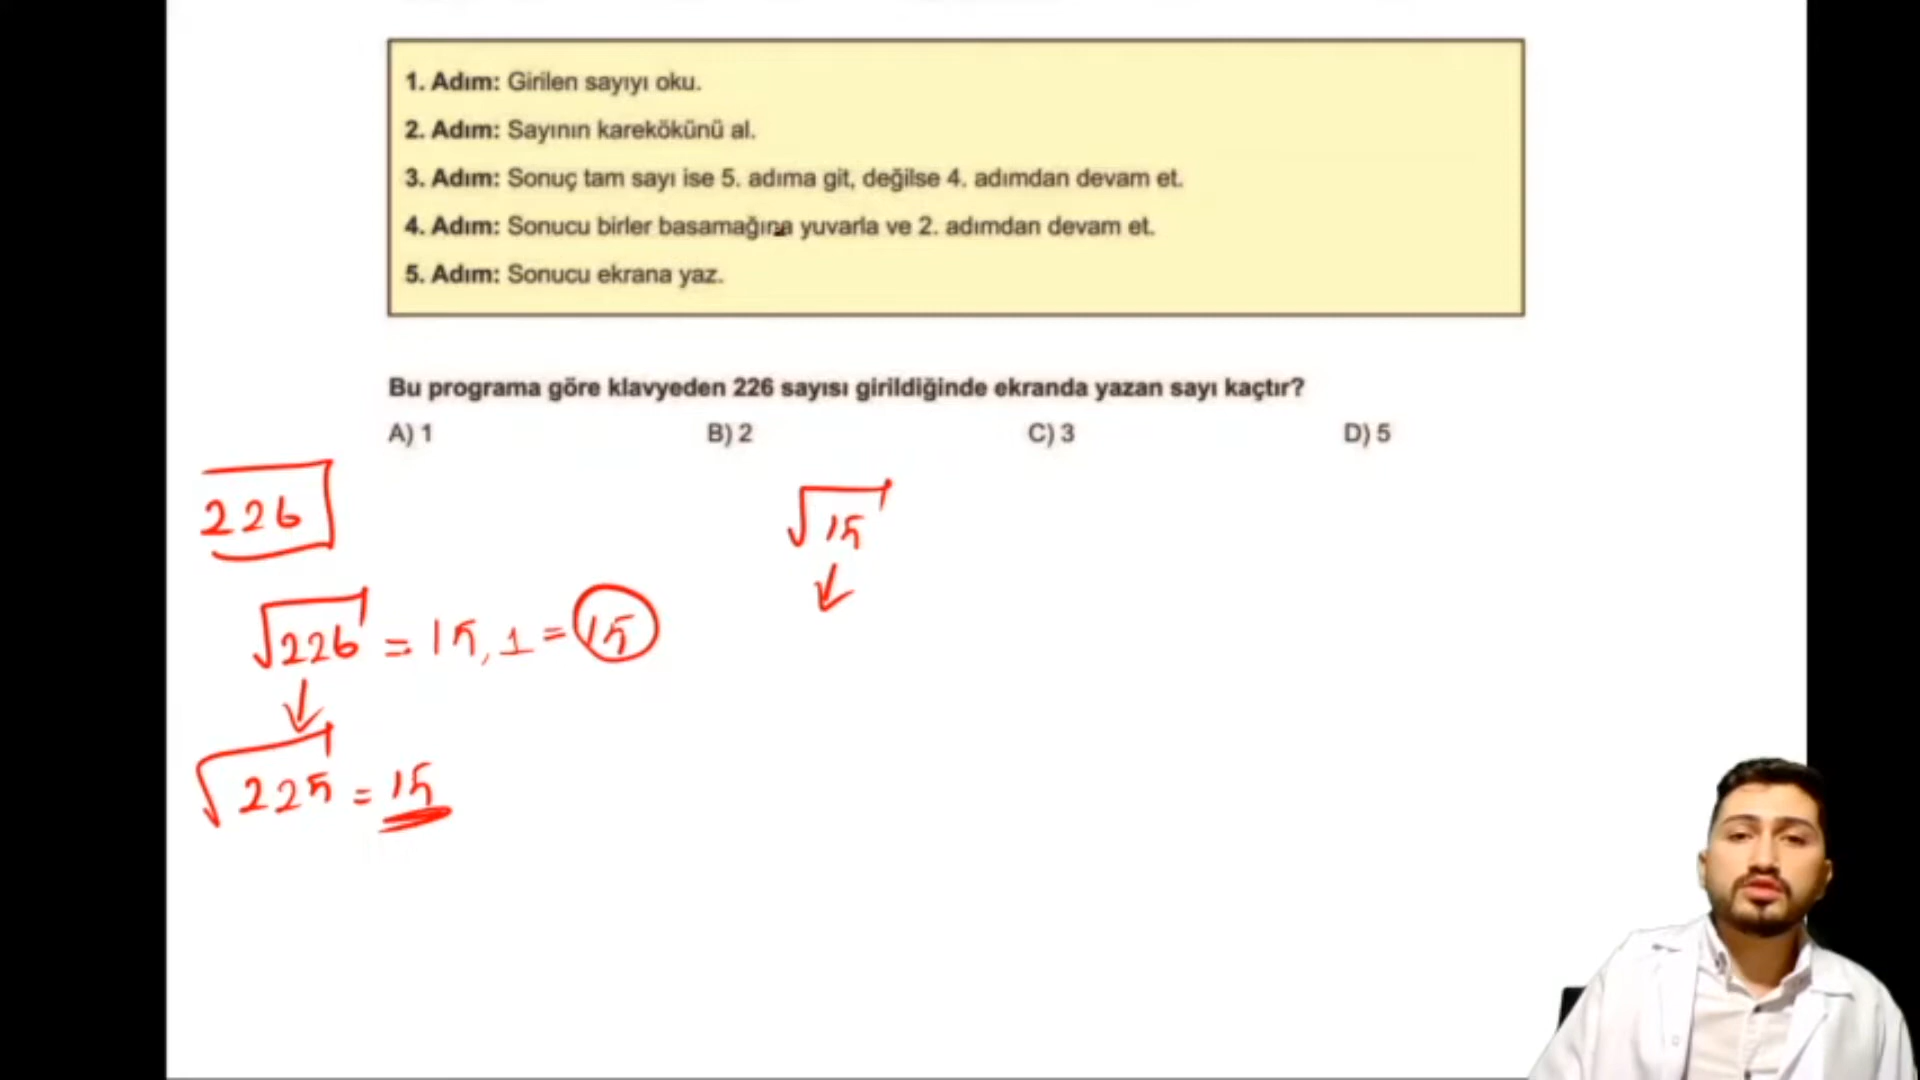 1. Adım: Girilen sayıyı oku.
2. Adım: Sayının karekökünü al.
3. Adım: Sonuç tam sayı ise 5. adıma git, değilse 4. adımdan devam et.
4. Adım: Sonucu birler basamağına yuvarla ve 2. adımdan devam et.
5. Adım: Sonucu ekrana yaz.
Bu programa göre klavyeden 226 sayısı girildiğinde ekranda yazan sayı kaçtır?
A) 1 B) 2 C) 3 D) 5
226
√15
√226 = 15,1 = 15
√225 = 15